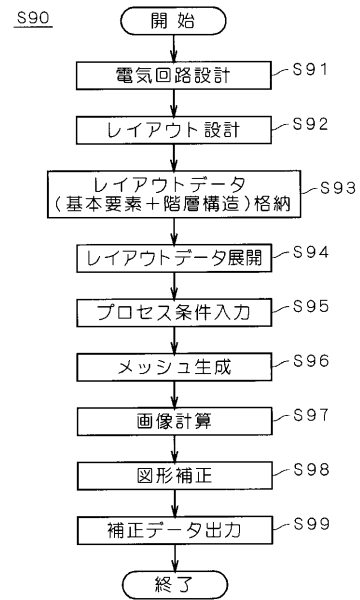 S90
開始
電気回路設計 S91
レイアウト設計 S92
レイアウトデータ
(基本要素+階層構造)格納 S93
レイアウトデータ展開 S94
プロセス条件入力 S95
メッシュ生成 S96
画像計算 S97
図形補正 S98
補正データ出力 S99
終了